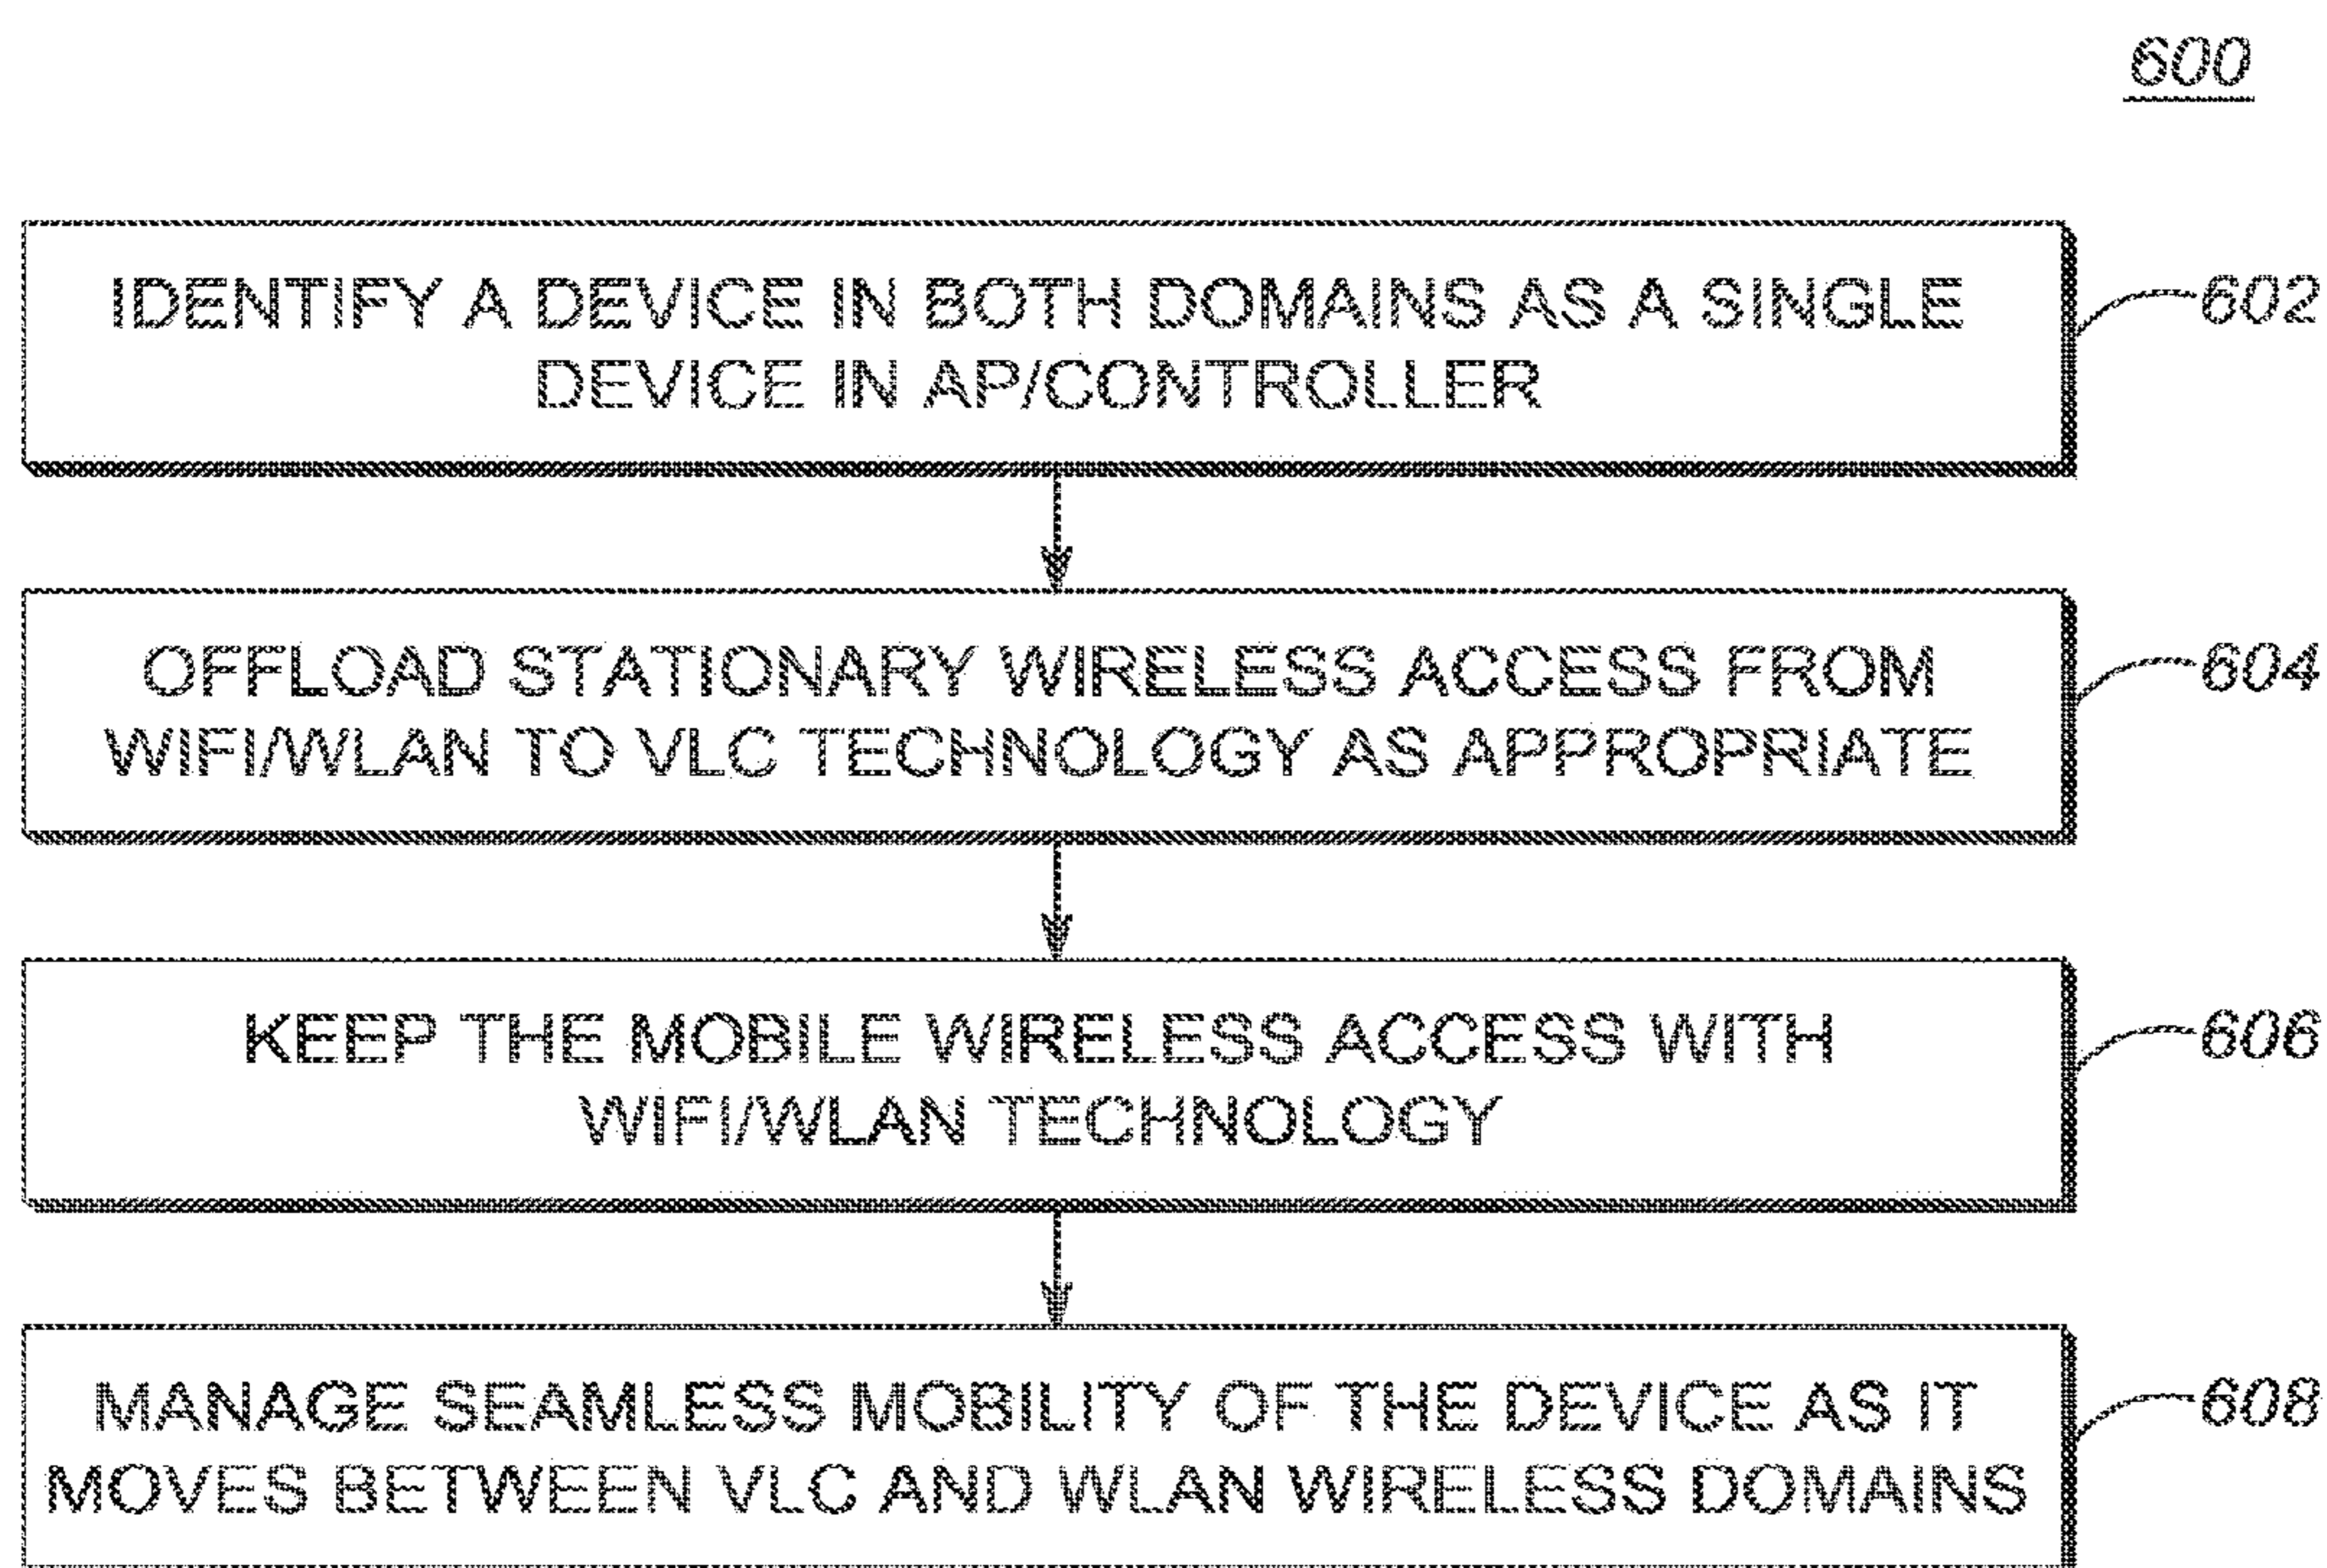 600
IDENTIFY A DEVICE IN BOTH DOMAINS AS A SINGLE
DEVICE IN AP/CONTROLLER
602
OFFLOAD STATIONARY WIRELESS ACCESS FROM
WIFI/WLAN TO VLC TECHNOLOGY AS APPROPRIATE
604
KEEP THE MOBILE WIRELESS ACCESS WITH
WIFI/WLAN TECHNOLOGY
606
MANAGE SEAMLESS MOBILITY OF THE DEVICE AS IT
MOVES BETWEEN VLC AND WLAN WIRELESS DOMAINS
608